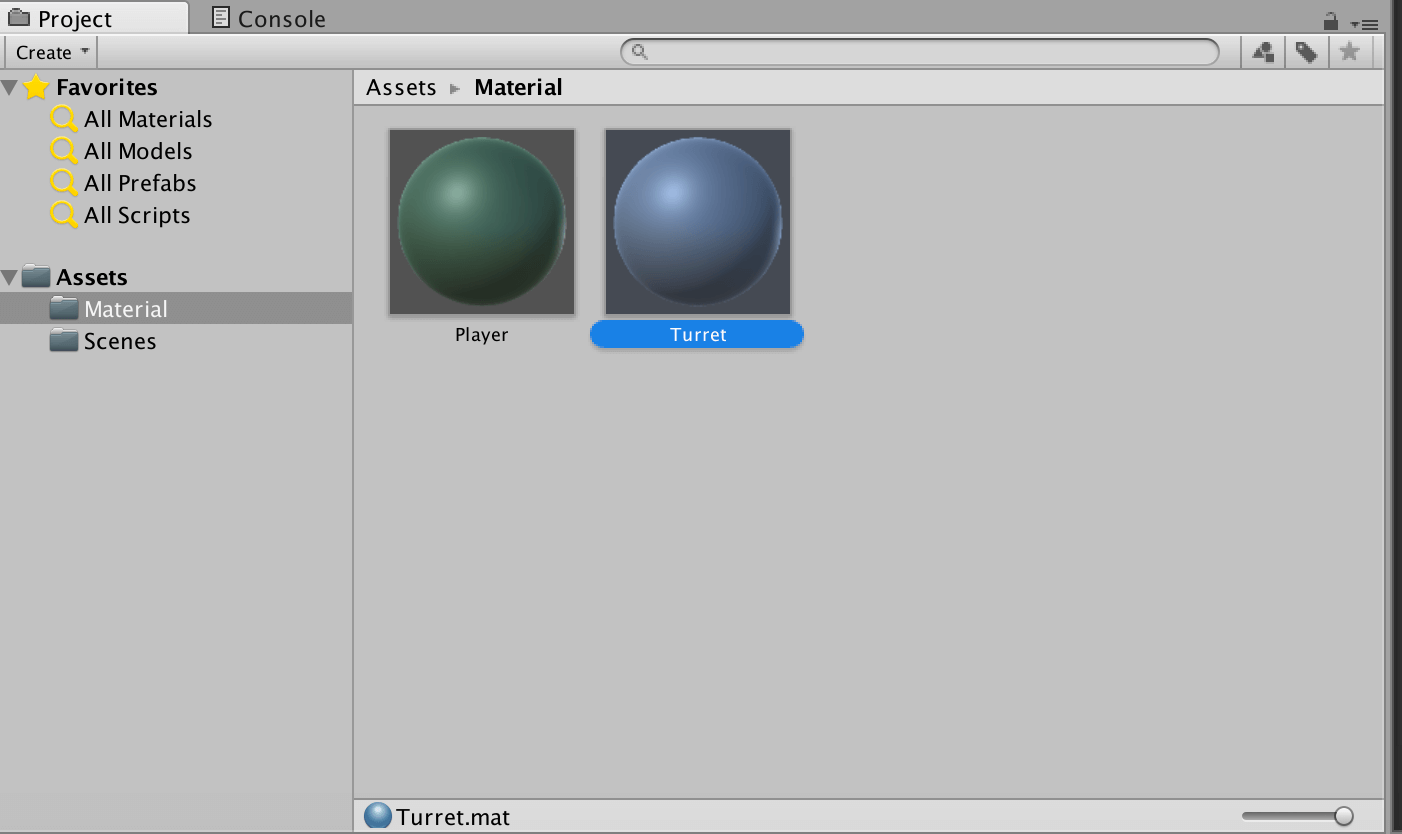 Project
Console
Create
Favorites
All Materials
All Models
All Prefabs
All Scripts
Assets
Material
Scenes
Assets Material
Player
Turret
Turret.mat